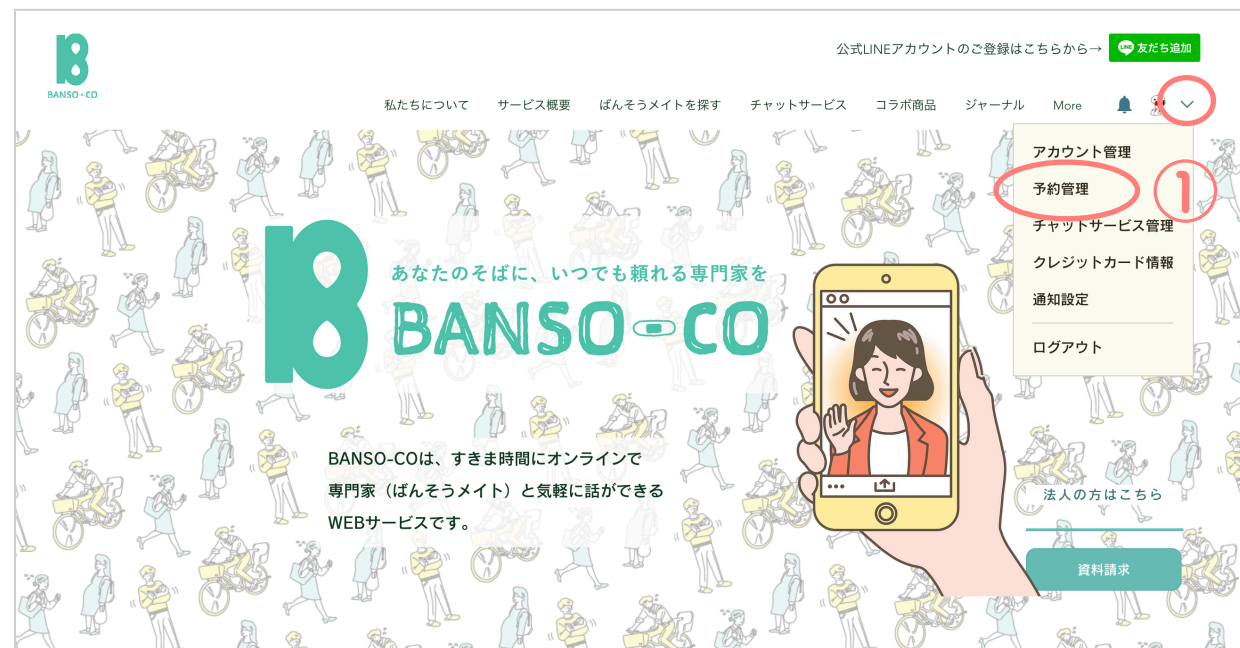 公式LINEアカウントのご登録はこちらから→
LINE 友だち追加
BANSO-CO
私たちについて サービス概要 ばんそうメイトを探す チャットサービス コラボ商品 ジャーナル More
アカウント管理
予約管理
1
チャットサービス管理
クレジットカード情報
通知設定
ログアウト
あなたのそばに、いつでも頼れる専門家を
BANSO-CO
BANSO-COは、すきま時間にオンラインで
専門家（ばんそうメイト）と気軽に話ができる
WEBサービスです。
法人の方はこちら
資料請求